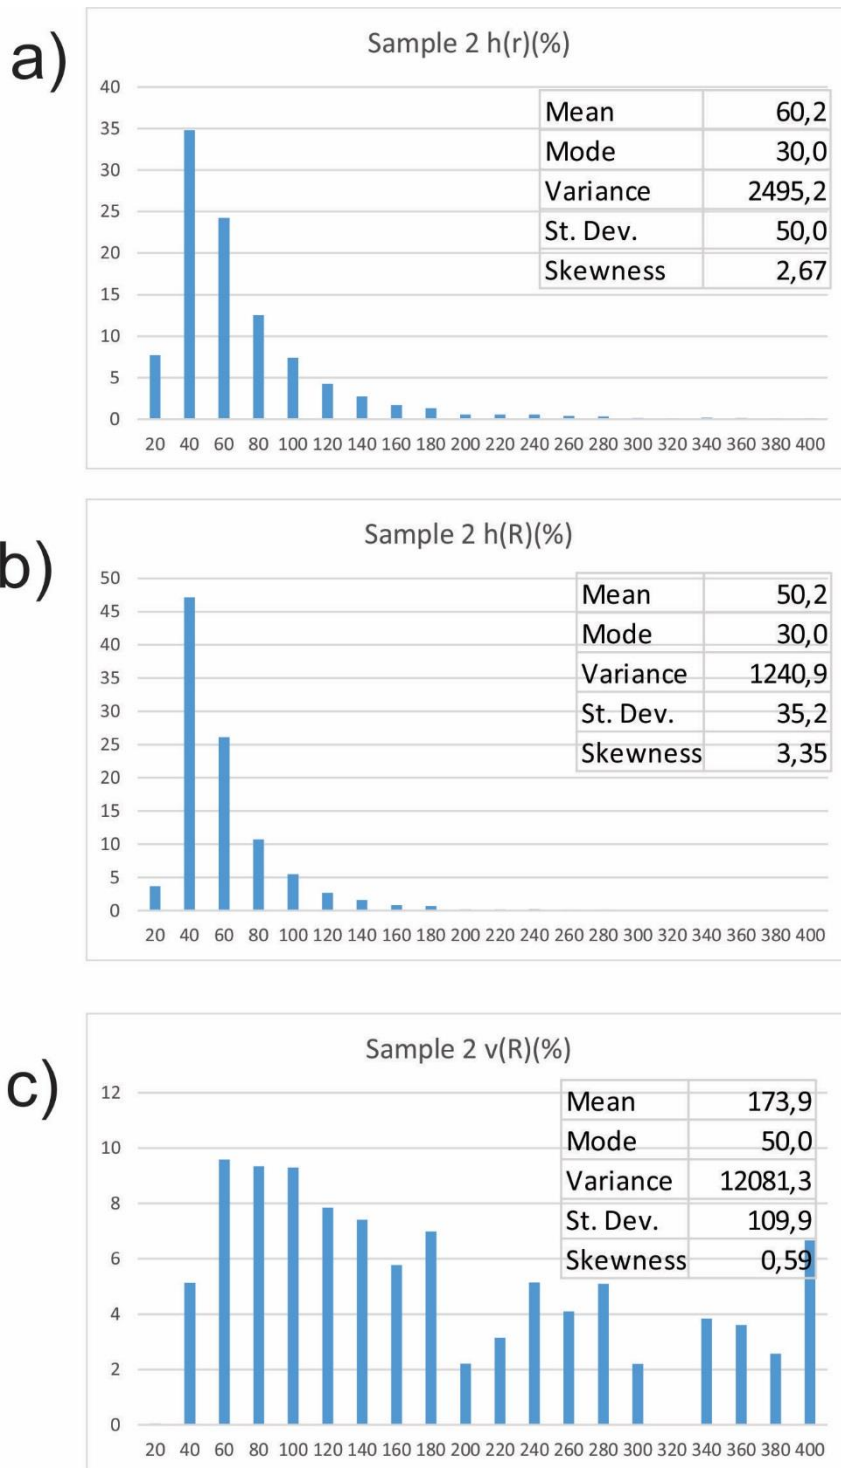 a)
Sample 2 h(r)(%)
40
35
30
25
20
15
10
5
0
20 40 60 80 100 120 140 160 180 200 220 240 260 280 300 320 340 360 380 400
Mean 60,2
Mode 30,0
Variance 2495,2
St. Dev. 50,0
Skewness 2,67
b)
Sample 2 h(R)(%)
50
45
40
35
30
25
20
15
10
5
0
20 40 60 80 100 120 140 160 180 200 220 240 260 280 300 320 340 360 380 400
Mean 50,2
Mode 30,0
Variance 1240,9
St. Dev. 35,2
Skewness 3,35
c)
Sample 2 v(R)(%)
12
10
8
6
4
2
0
20 40 60 80 100 120 140 160 180 200 220 240 260 280 300 320 340 360 380 400
Mean 173,9
Mode 50,0
Variance 12081,3
St. Dev. 109,9
Skewness 0,59